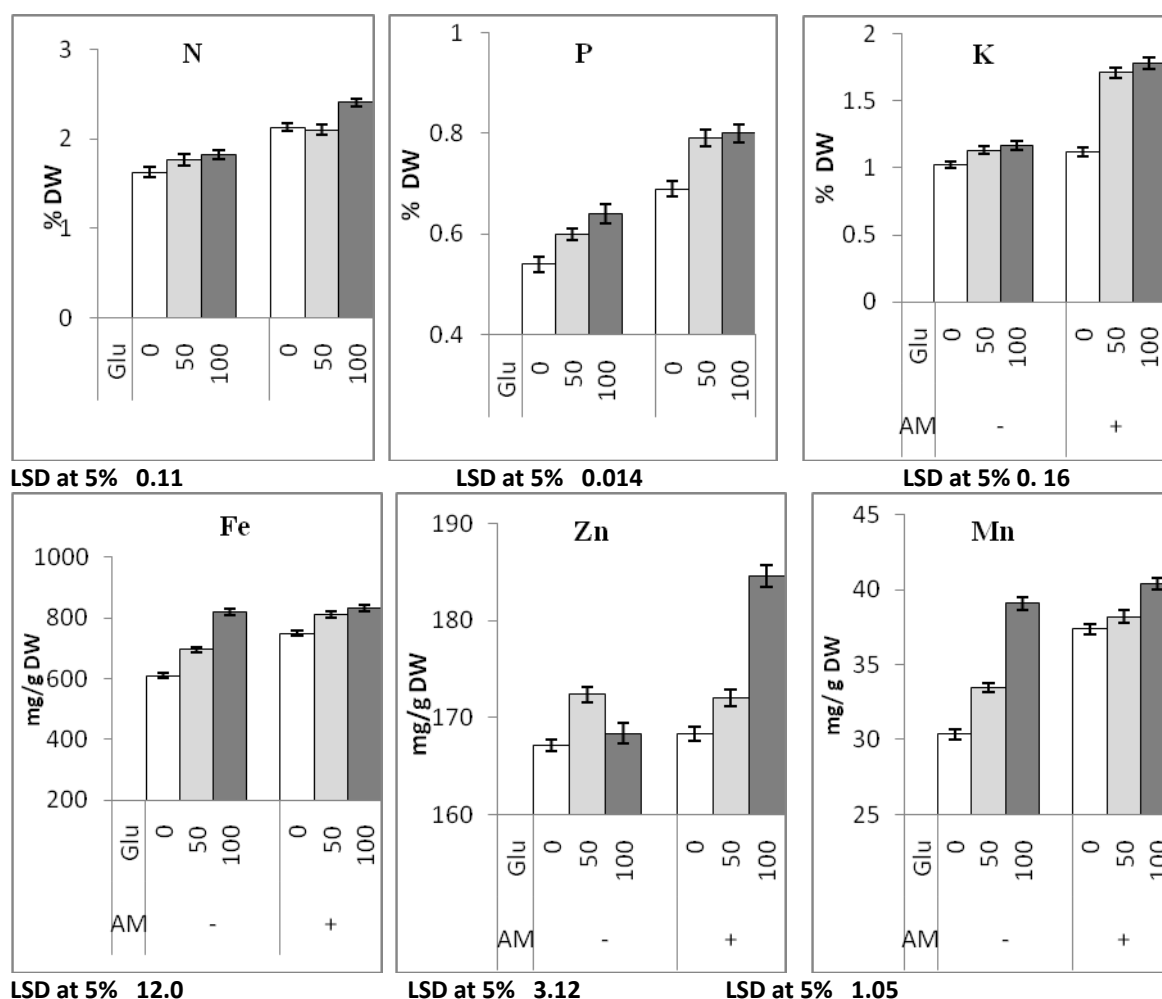 N
3
2
1
0
% DW
Glu 0 50 100 0 50 100
LSD at 5% 0.11
P
1
0.8
0.6
0.4
% DW
Glu 0 50 100 0 50 100
LSD at 5% 0.014
K
2
1.5
1
0.5
0
% DW
Glu 0 50 100 0 50 100
AM - +
LSD at 5% 0. 16
Fe
1000
800
600
400
200
mg/g DW
Glu 0 50 100 0 50 100
AM - +
LSD at 5% 12.0
Zn
190
180
170
160
mg/g DW
Glu 0 50 100 0 50 100
AM - +
LSD at 5% 3.12
Mn
45
40
35
30
25
mg/ g DW
Glu 0 50 100 0 50 100
AM - +
LSD at 5% 1.05